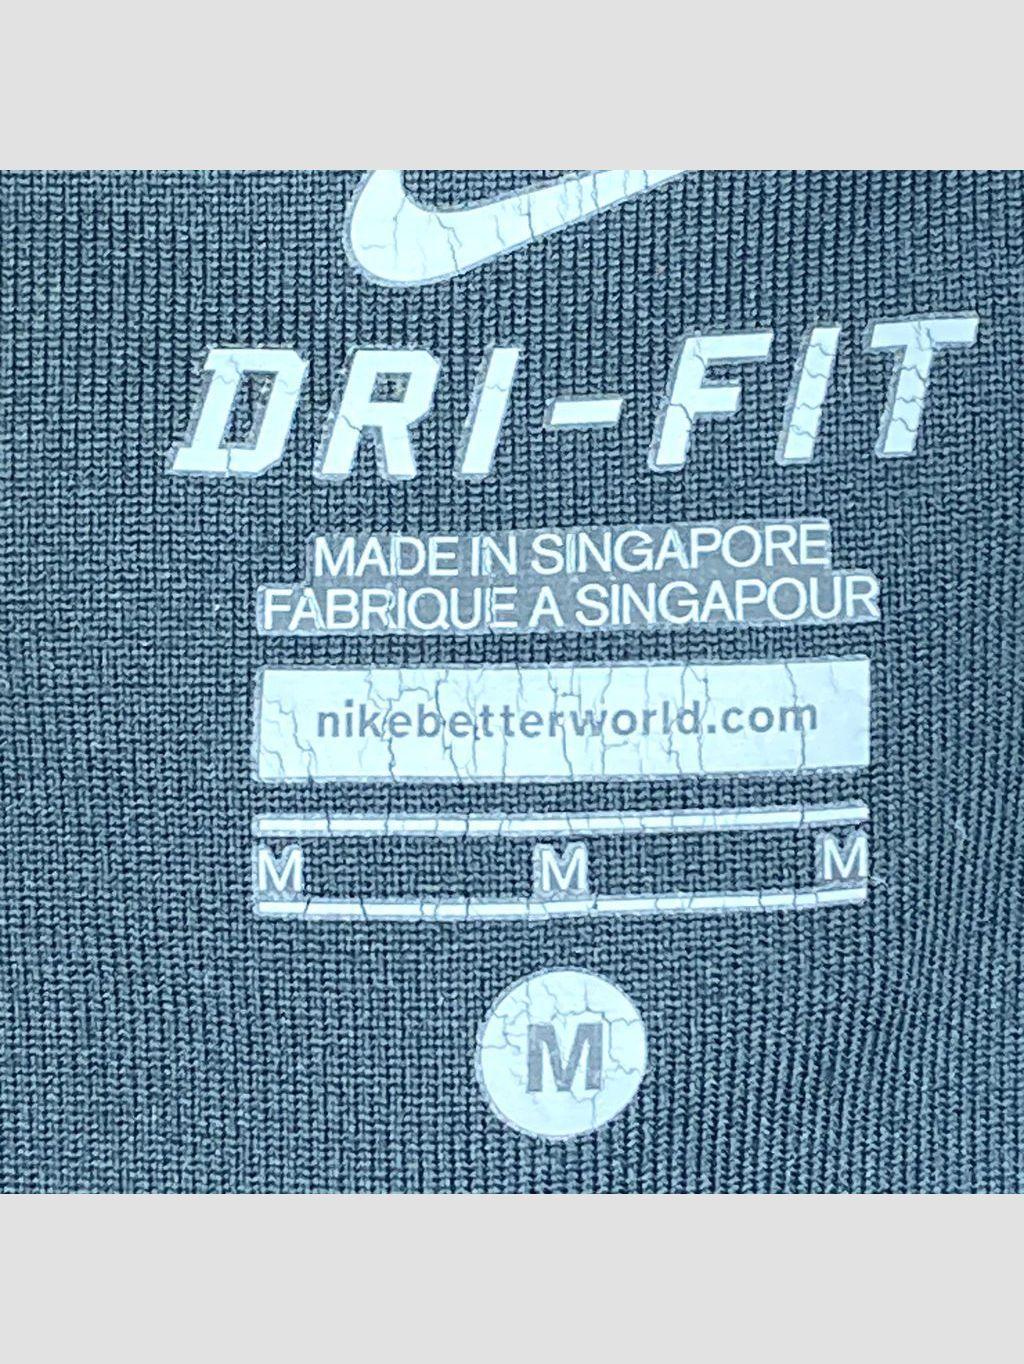 DRI-FIT
MADE IN SINGAPORE
FABRIQUE A SINGAPOUR
nikebetterworld.com
M M M
M